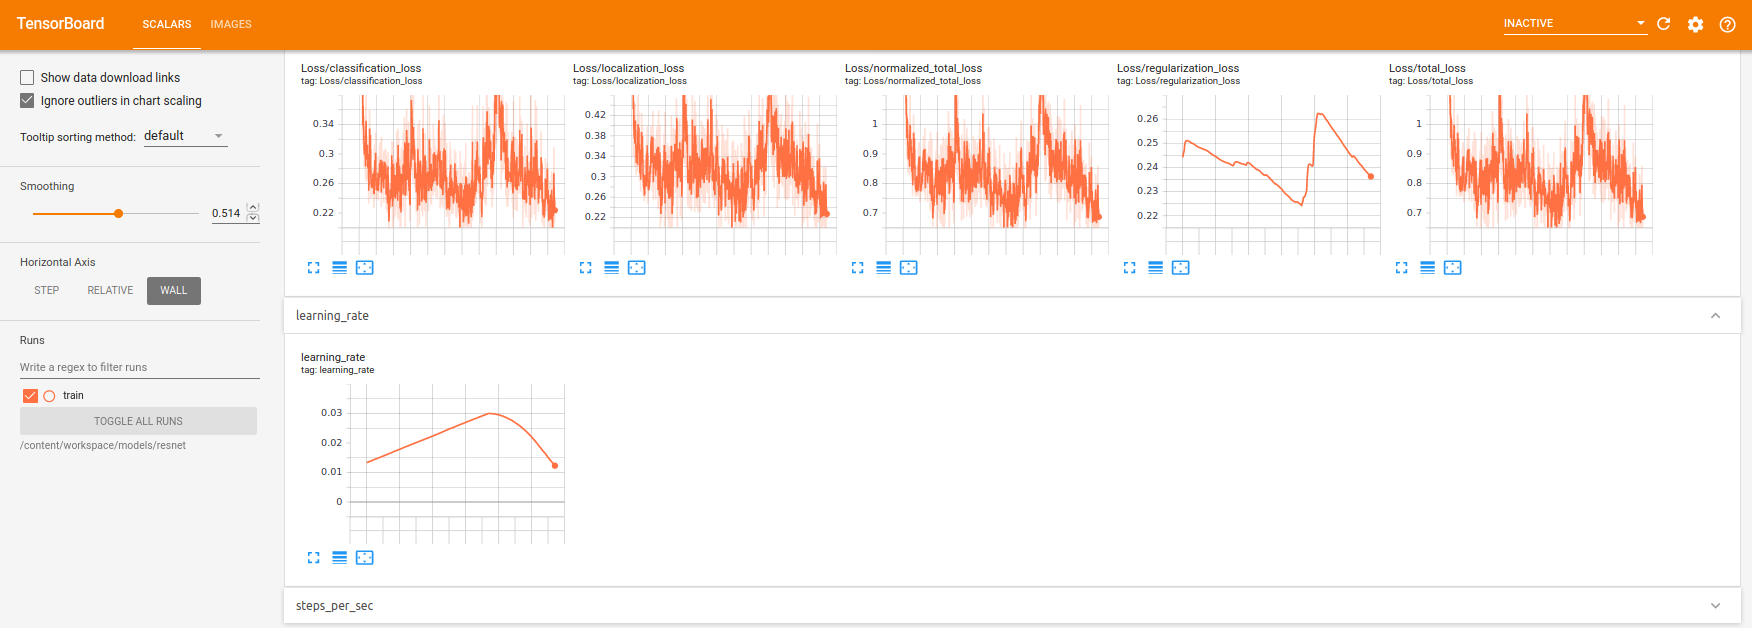 TensorBoard
SCALARS
IMAGES
INACTIVE
Show data download links
Ignore outliers in chart scaling
Tooltip sorting method: default
Smoothing
0.514
Horizontal Axis
STEP
RELATIVE
WALL
Runs
Write a regex to filter runs
train
TOGGLE ALL RUNS
/content/workspace/models/resnet
Loss/classification_loss
tag: Loss/classification_loss
0.34
0.3
0.26
0.22
Loss/localization_loss
tag: Loss/localization_loss
0.42
0.38
0.34
0.3
0.26
0.22
Loss/normalized_total_loss
tag: Loss/normalized_total_loss
1
0.9
0.8
0.7
Loss/regularization_loss
tag: Loss/regularization_loss
0.26
0.25
0.24
0.23
0.22
Loss/total_loss
tag: Loss/total_loss
1
0.9
0.8
0.7
learning_rate
learning_rate
tag: learning_rate
0.03
0.02
0.01
0
steps_per_sec